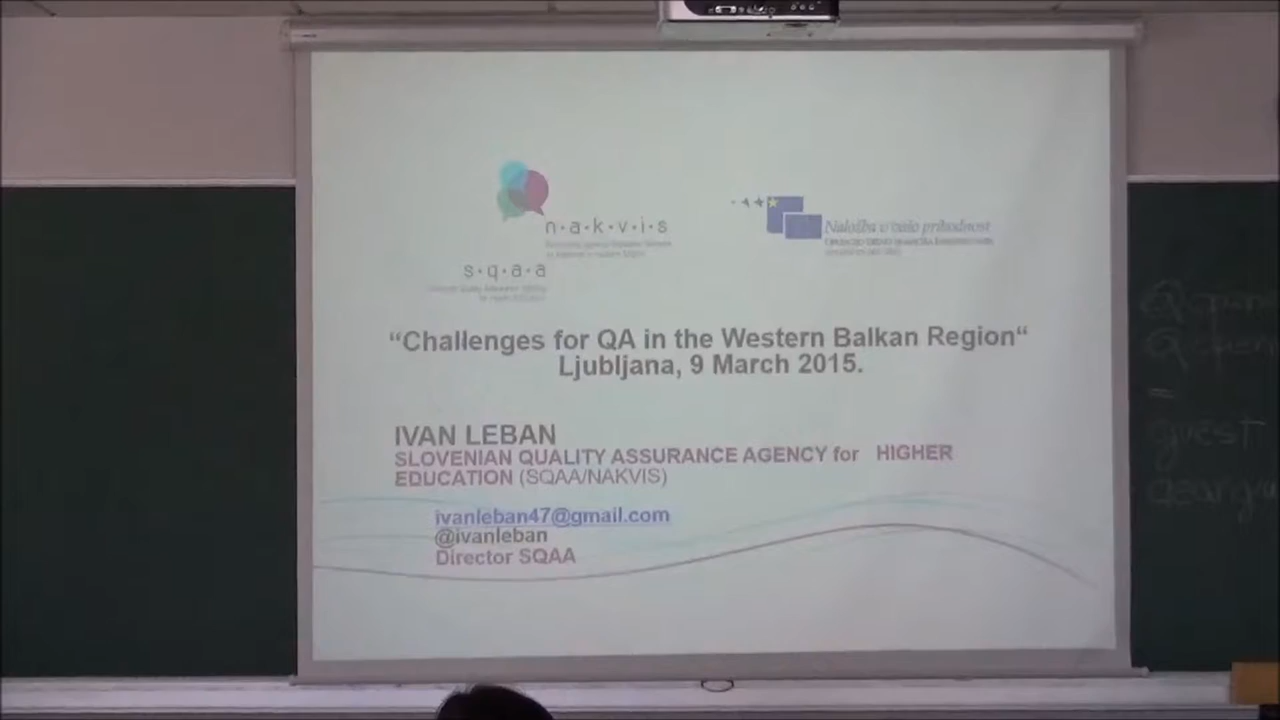 n·a·k·v·i·s
s·q·a·a
Naložba v vašo prihodnost
“Challenges for QA in the Western Balkan Region“
Ljubljana, 9 March 2015.
IVAN LEBAN
SLOVENIAN QUALITY ASSURANCE AGENCY for HIGHER
EDUCATION (SQAA/NAKVIS)
ivanleban47@gmail.com
@ivanleban
Director SQAA